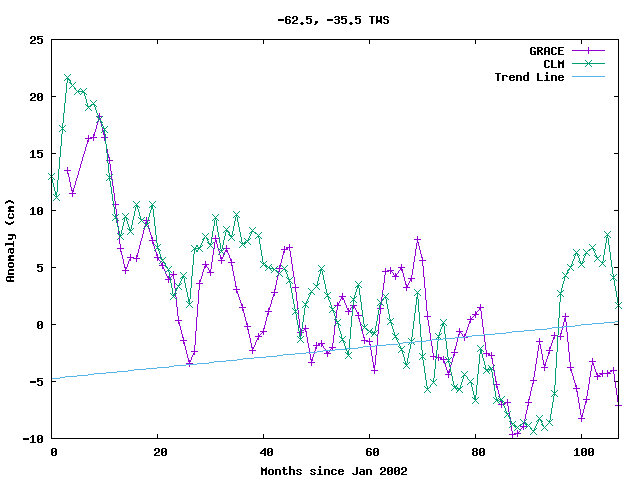 -62.5, -35.5 TWS
GRACE
CLM
Trend Line
25
20
15
10
5
0
-5
-10
Anomaly (cm)
0 20 40 60 80 100
Months since Jan 2002